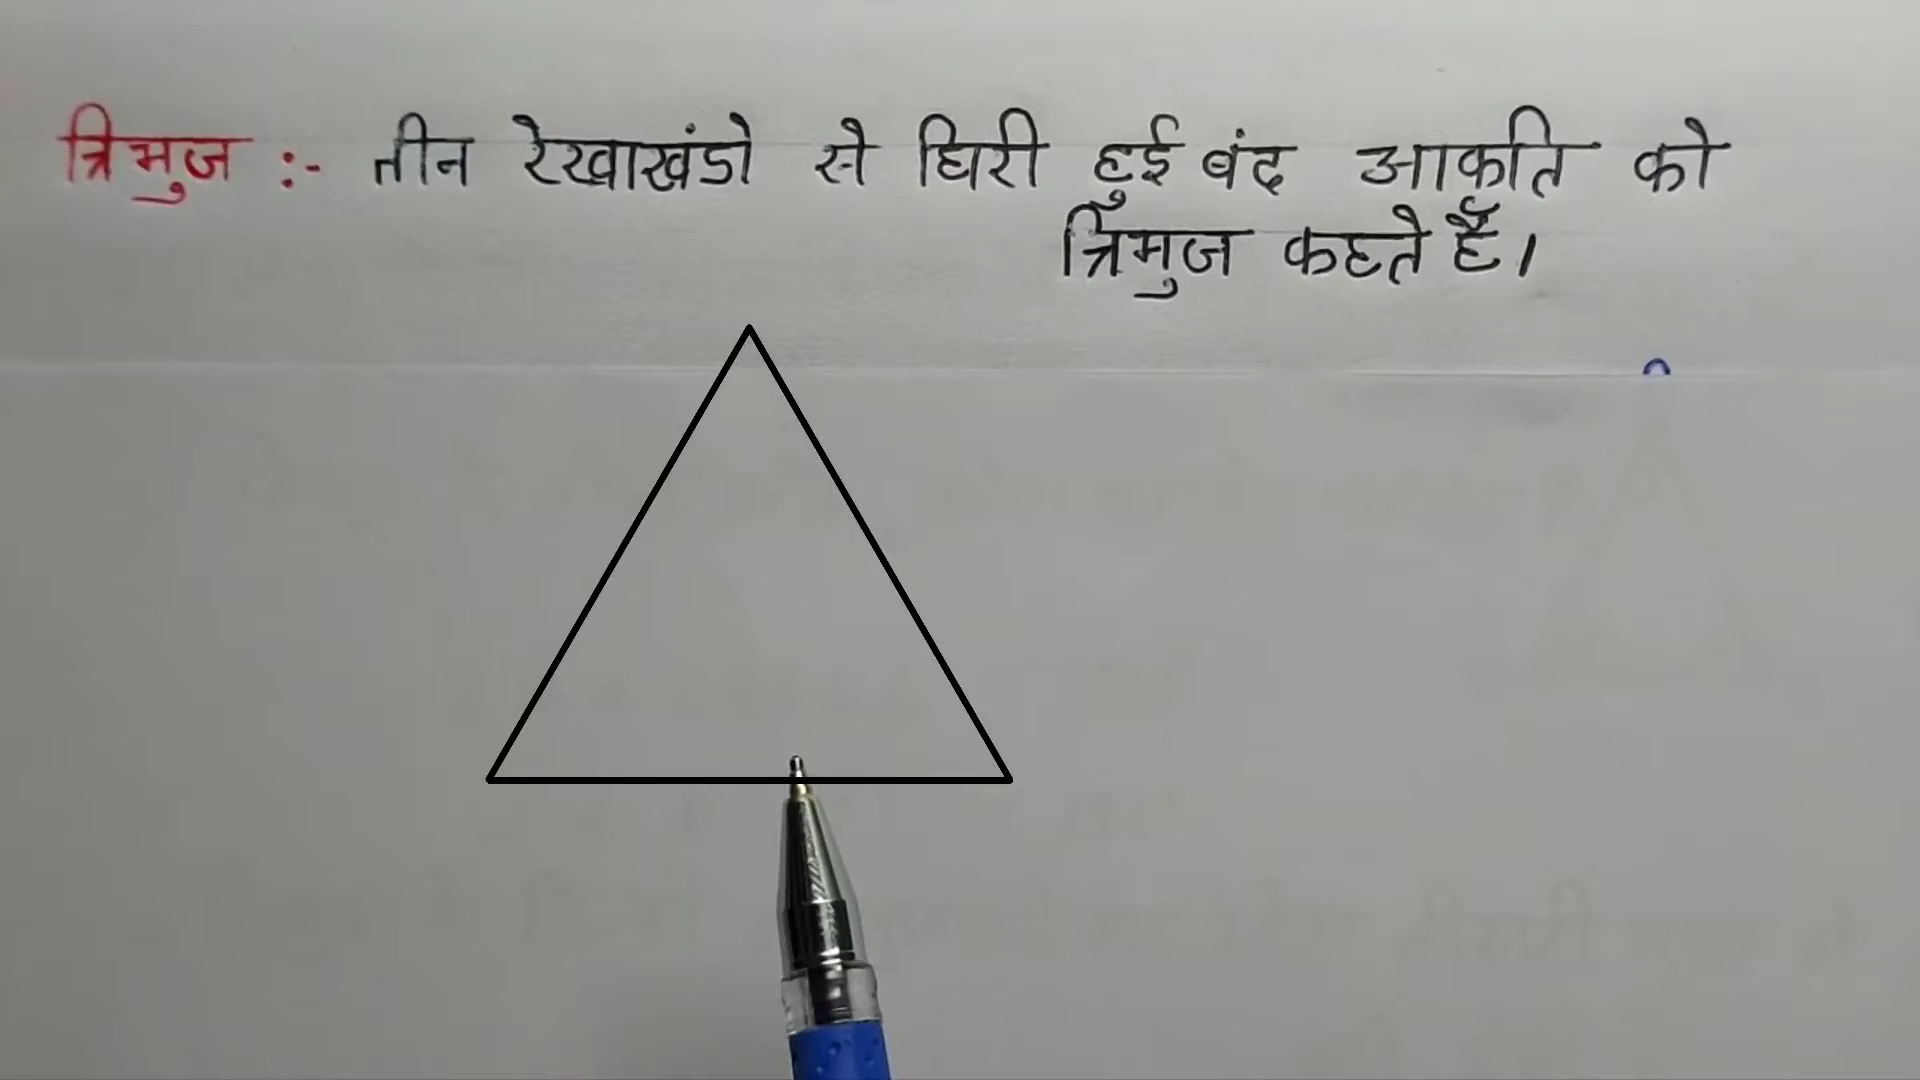 त्रिभुज :- तीन रेखाखंडो से घिरी हुई बंद आकृति को
त्रिभुज कहते हैं।